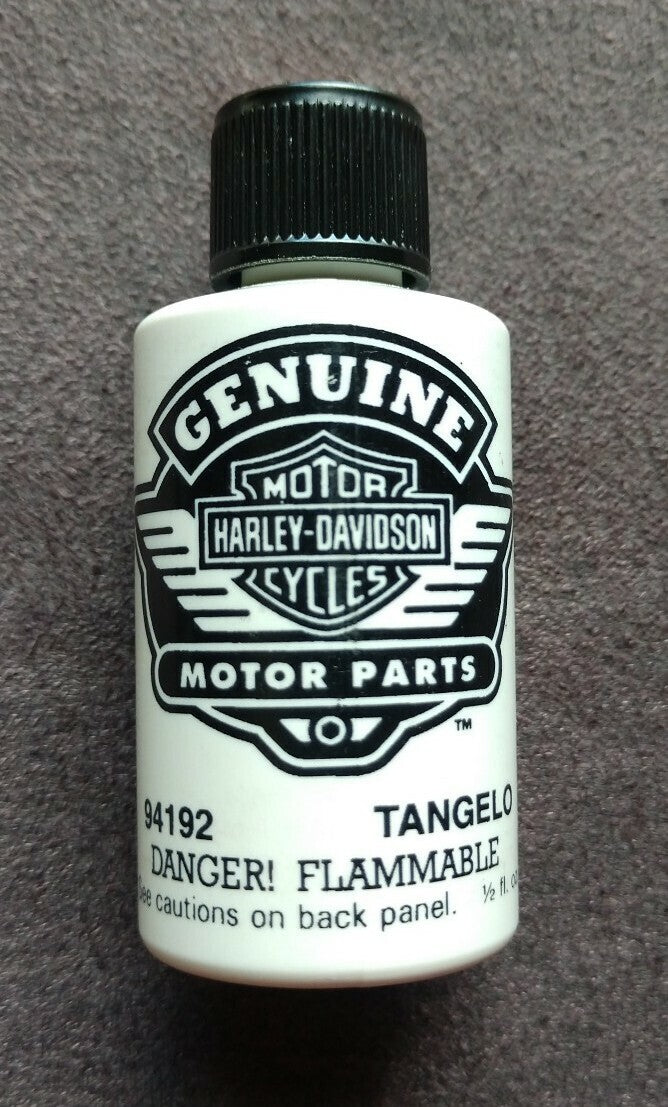 GENUINE
MOTOR
HARLEY-DAVIDSON
CYCLES
MOTOR PARTS
TM
94192 TANGELO
DANGER! FLAMMABLE
See cautions on back panel. ½ fl. oz